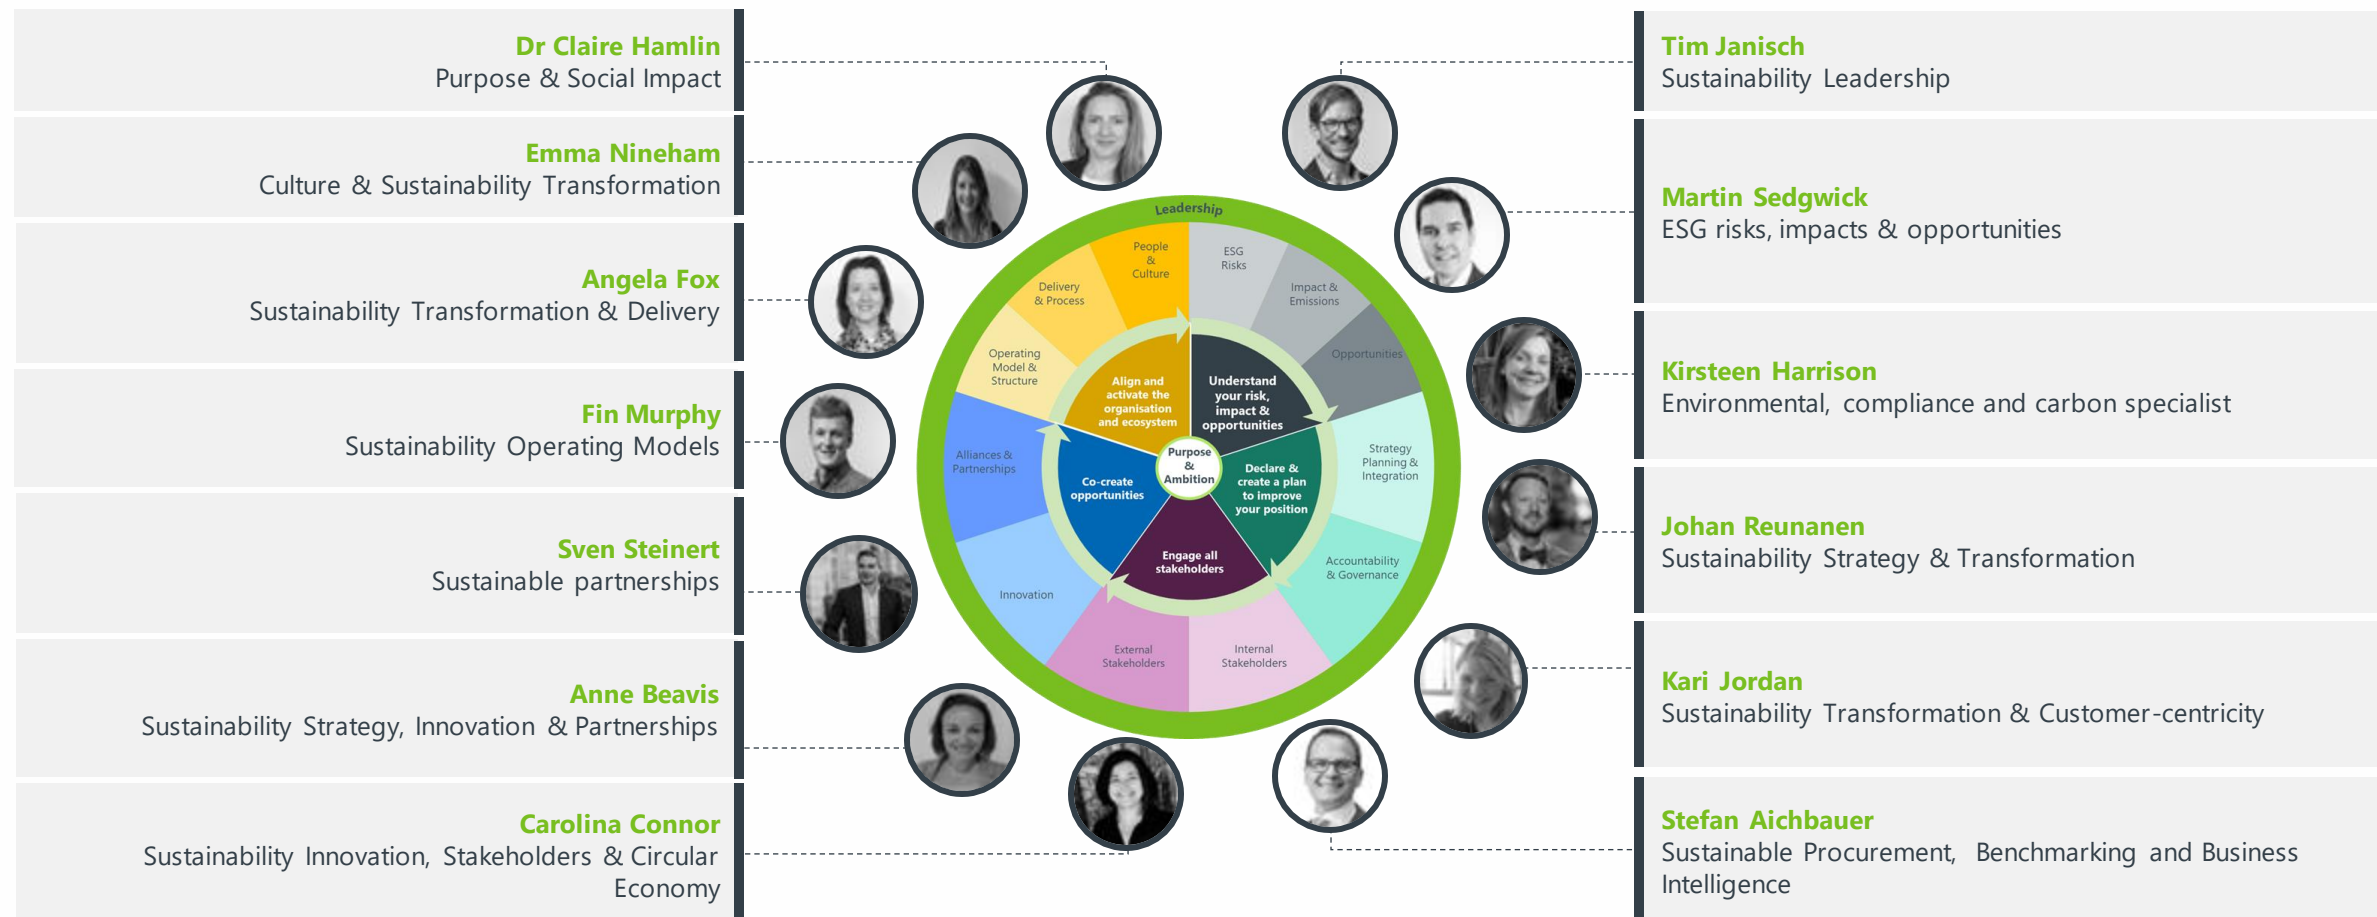 Dr Claire Hamlin
Purpose & Social Impact
Emma Nineham
Culture & Sustainability Transformation
Angela Fox
Sustainability Transformation & Delivery
Fin Murphy
Sustainability Operating Models
Sven Steinert
Sustainable partnerships
Anne Beavis
Sustainability Strategy, Innovation & Partnerships
Carolina Connor
Sustainability Innovation, Stakeholders & Circular
Economy
Leadership
People
&
Culture
ESG
Risks
Delivery
& Process
Impact &
Emissions
Operating
Model &
Structure
Opportunities
Align and
activate the
organisation
and ecosystem
Understand
your risk,
impact &
opportunities
Alliances &
Partnerships
Strategy
Planning &
Integration
Purpose
&
Ambition
Co-create
opportunities
Declare &
create a plan
to improve
your position
Engage all
stakeholders
Innovation
Accountability
& Governance
External
Stakeholders
Internal
Stakeholders
Tim Janisch
Sustainability Leadership
Martin Sedgwick
ESG risks, impacts & opportunities
Kirsteen Harrison
Environmental, compliance and carbon specialist
Johan Reunanen
Sustainability Strategy & Transformation
Kari Jordan
Sustainability Transformation & Customer-centricity
Stefan Aichbauer
Sustainable Procurement, Benchmarking and Business
Intelligence